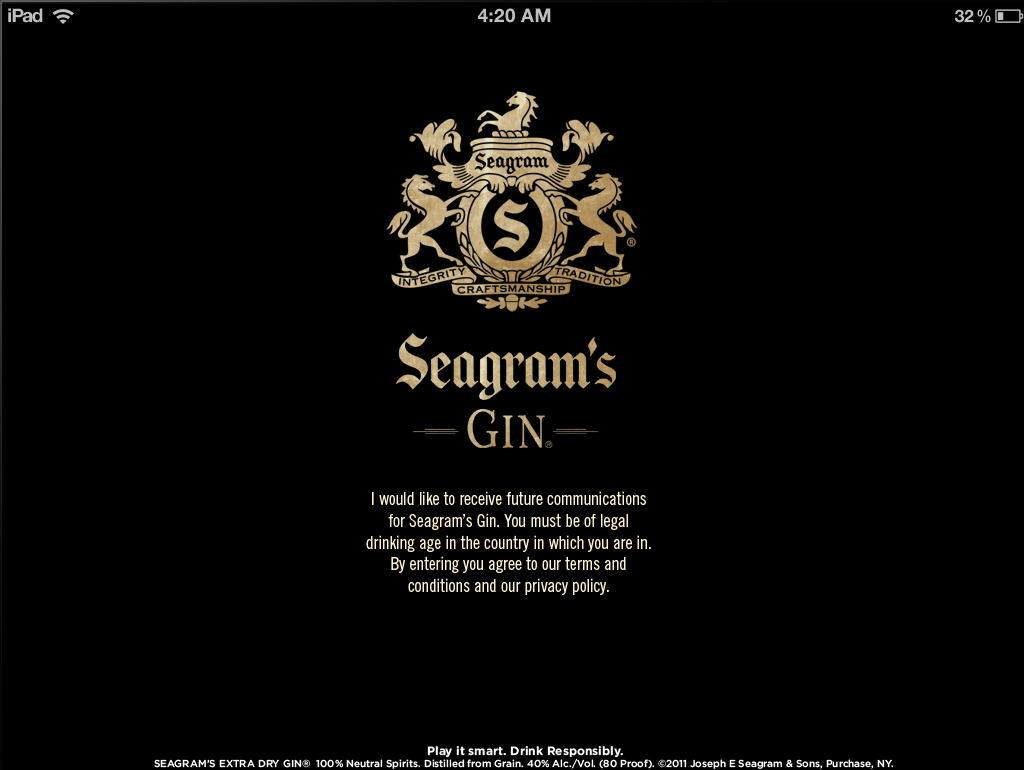 iPad 4:20 AM 32 %
Seagram
S
®
INTEGRITY CRAFTSMANSHIP TRADITION
Seagram's
GIN®
I would like to receive future communications
for Seagram's Gin. You must be of legal
drinking age in the country in which you are in.
By entering you agree to our terms and
conditions and our privacy policy.
Play it smart. Drink Responsibly.
SEAGRAM'S EXTRA DRY GIN® 100% Neutral Spirits. Distilled from Grain. 40% Alc./Vol. (80 Proof). ©2011 Joseph E Seagram & Sons, Purchase, NY.